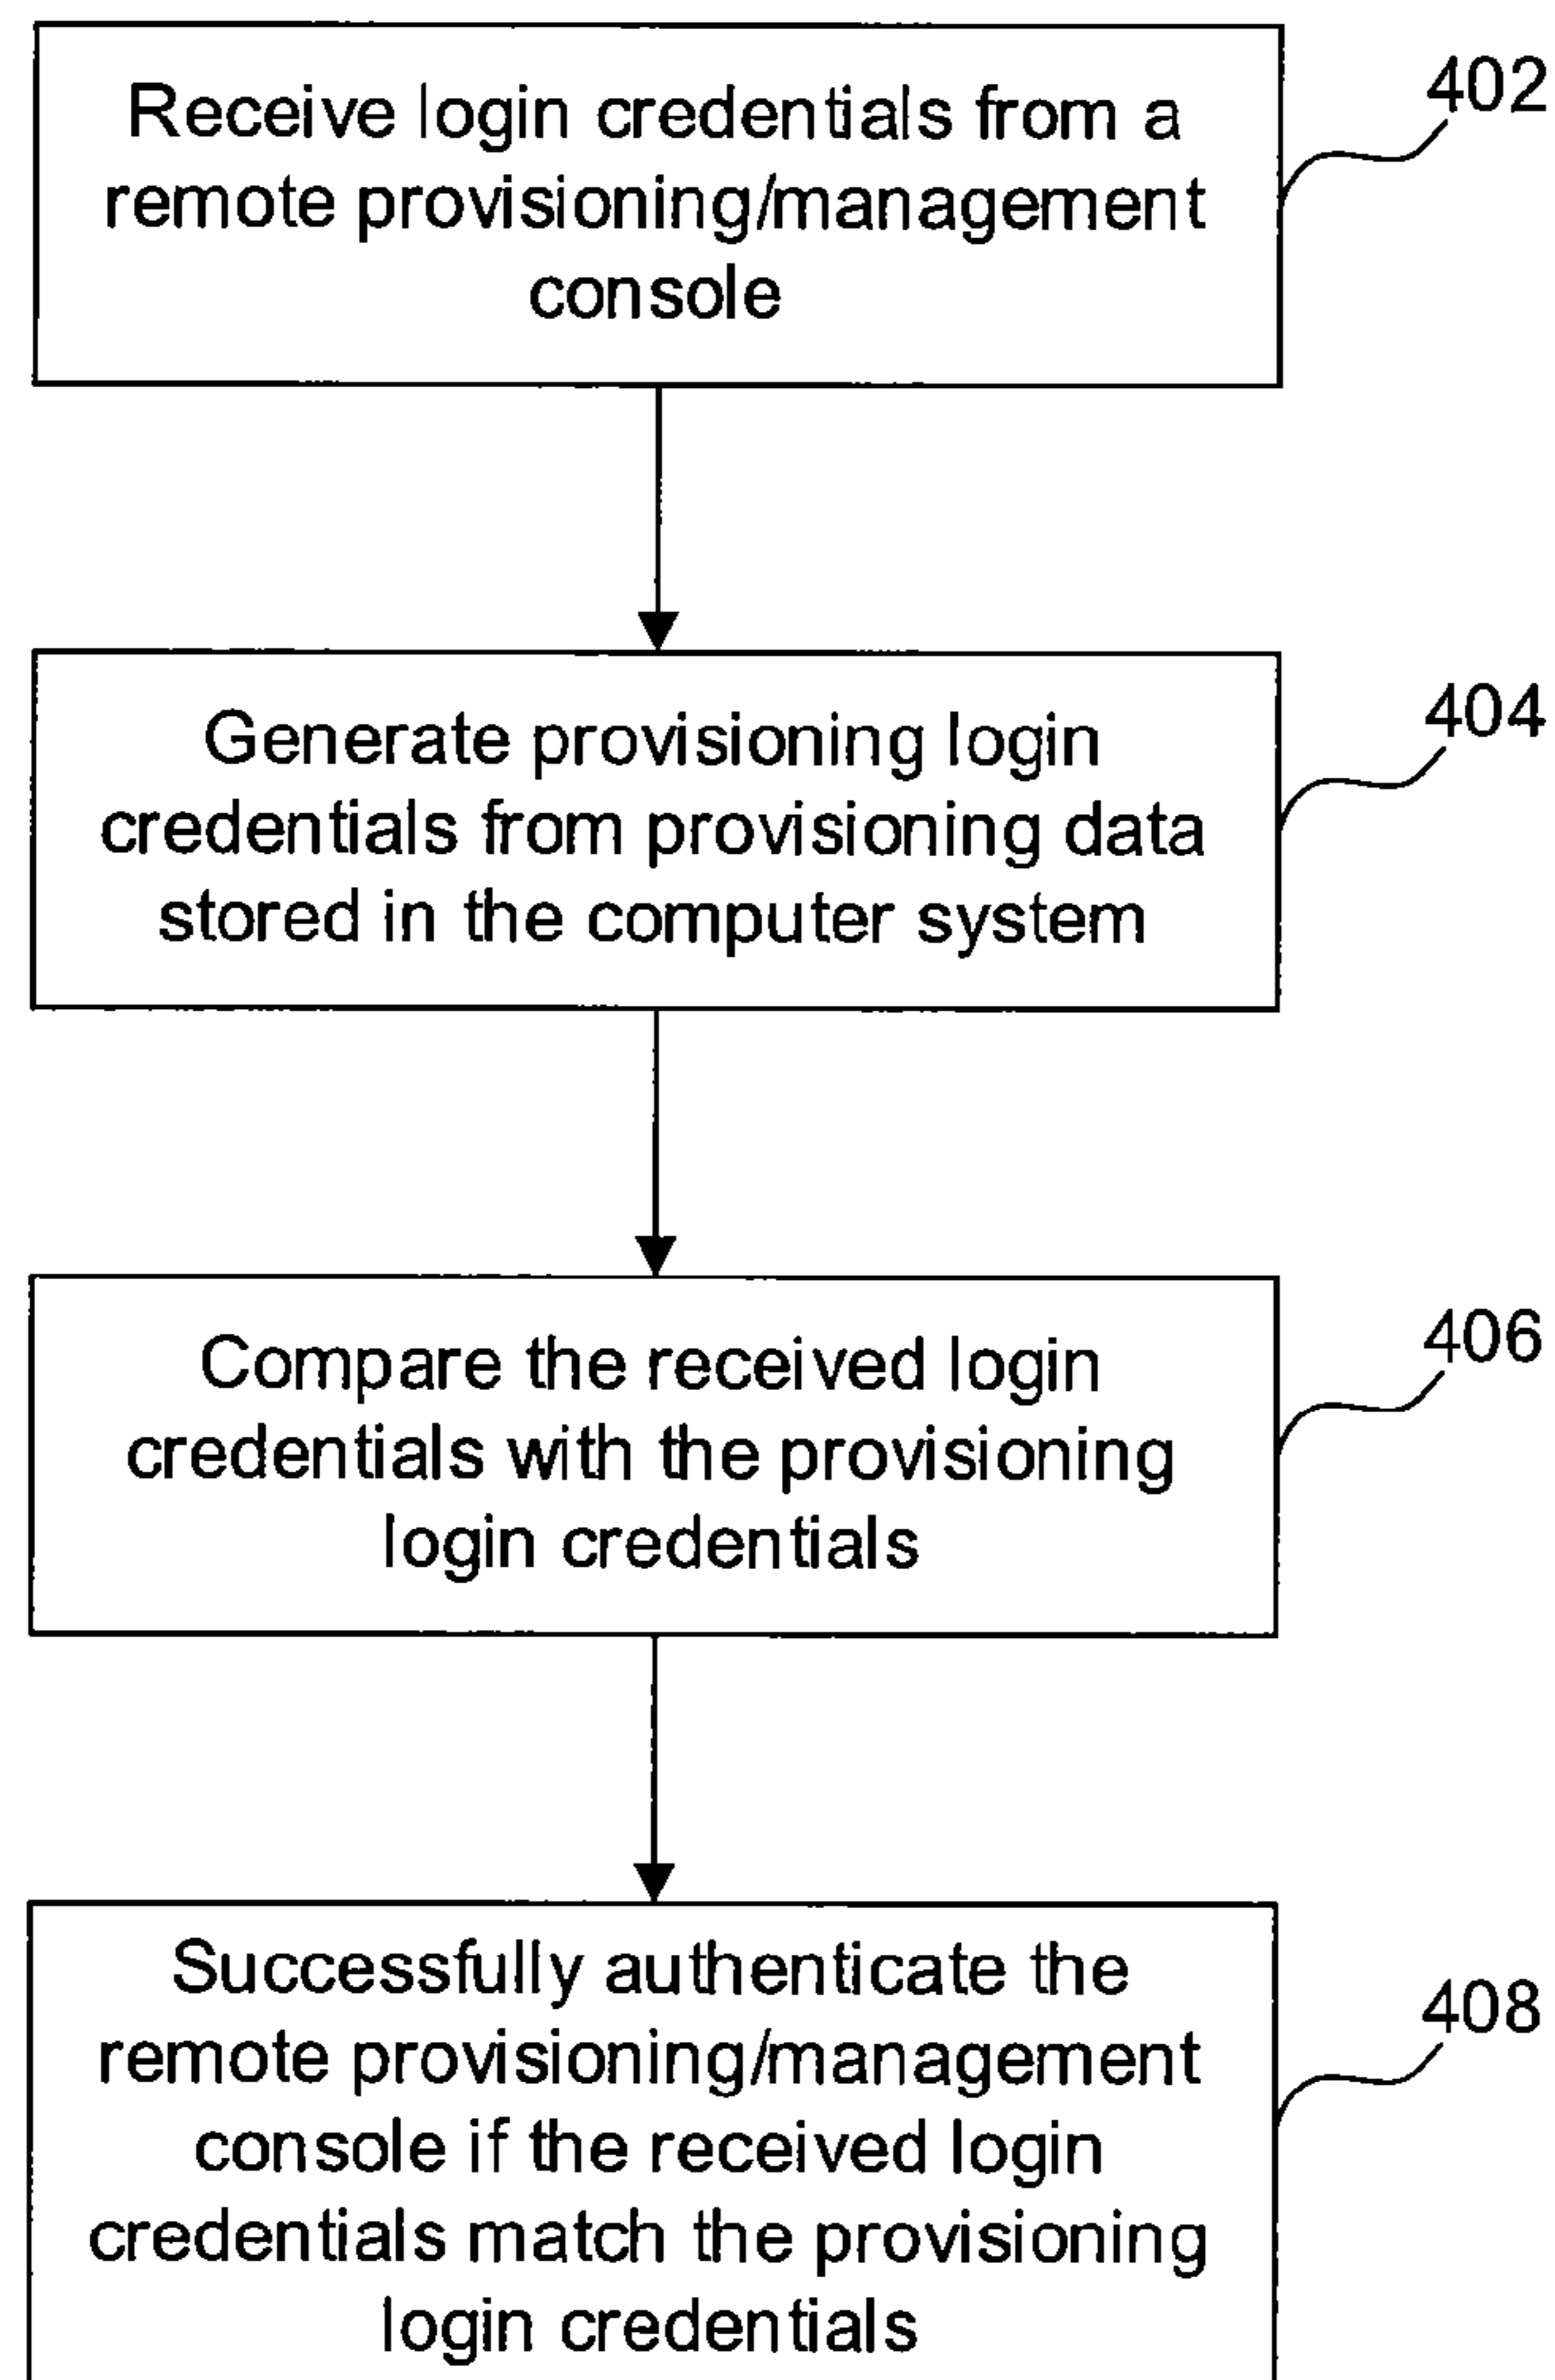 Receive login credentials from a
remote provisioning/management
console
402
Generate provisioning login
credentials from provisioning data
stored in the computer system
404
Compare the received login
credentials with the provisioning
login credentials
406
Successfully authenticate the
remote provisioning/management
console if the received login
credentials match the provisioning
login credentials
408